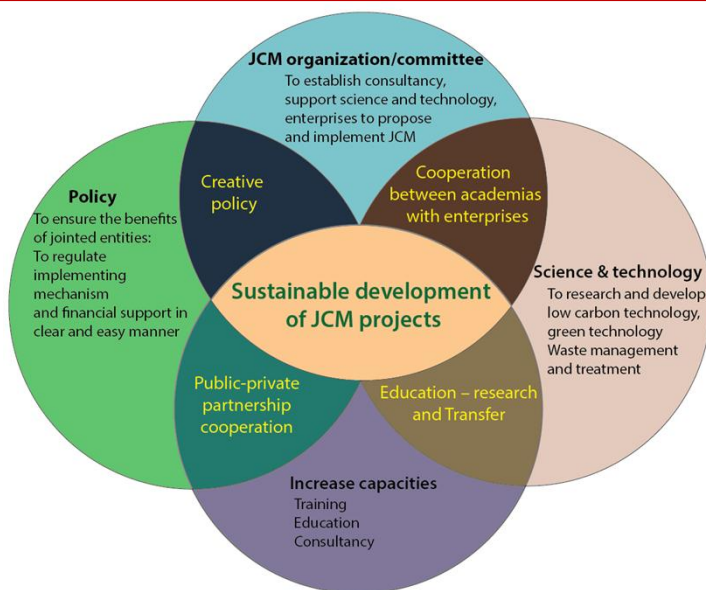 JCM organization/committee
To establish consultancy,
support science and technology,
enterprises to propose
and implement JCM
Creative
policy
Cooperation
between academias
with enterprises
Policy
To ensure the benefits
of jointed entities:
To regulate
implementing
mechanism
and financial support in
clear and easy manner
Sustainable development
of JCM projects
Science & technology
To research and develop
low carbon technology,
green technology
Waste management
and treatment
Public-private
partnership
cooperation
Education – research
and Transfer
Increase capacities
Training
Education
Consultancy